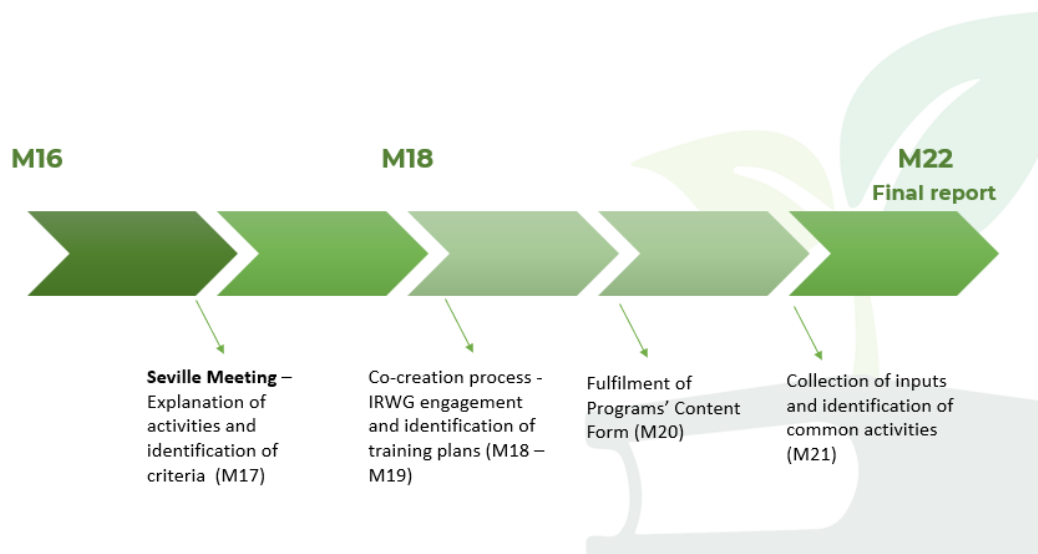 M16
M18
M22
Final report
Seville Meeting –
Explanation of
activities and
identification of
criteria  (M17)
Co-creation process -
IRWG engagement
and identification of
training plans (M18 –
M19)
Fulfilment of
Programs’ Content
Form (M20)
Collection of inputs
and identification of
common activities
(M21)